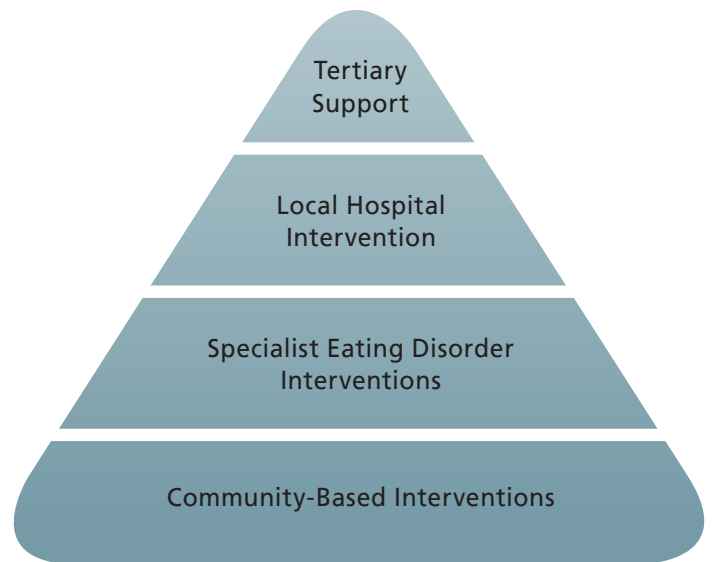 Tertiary
Support
Local Hospital
Intervention
Specialist Eating Disorder
Interventions
Community-Based Interventions